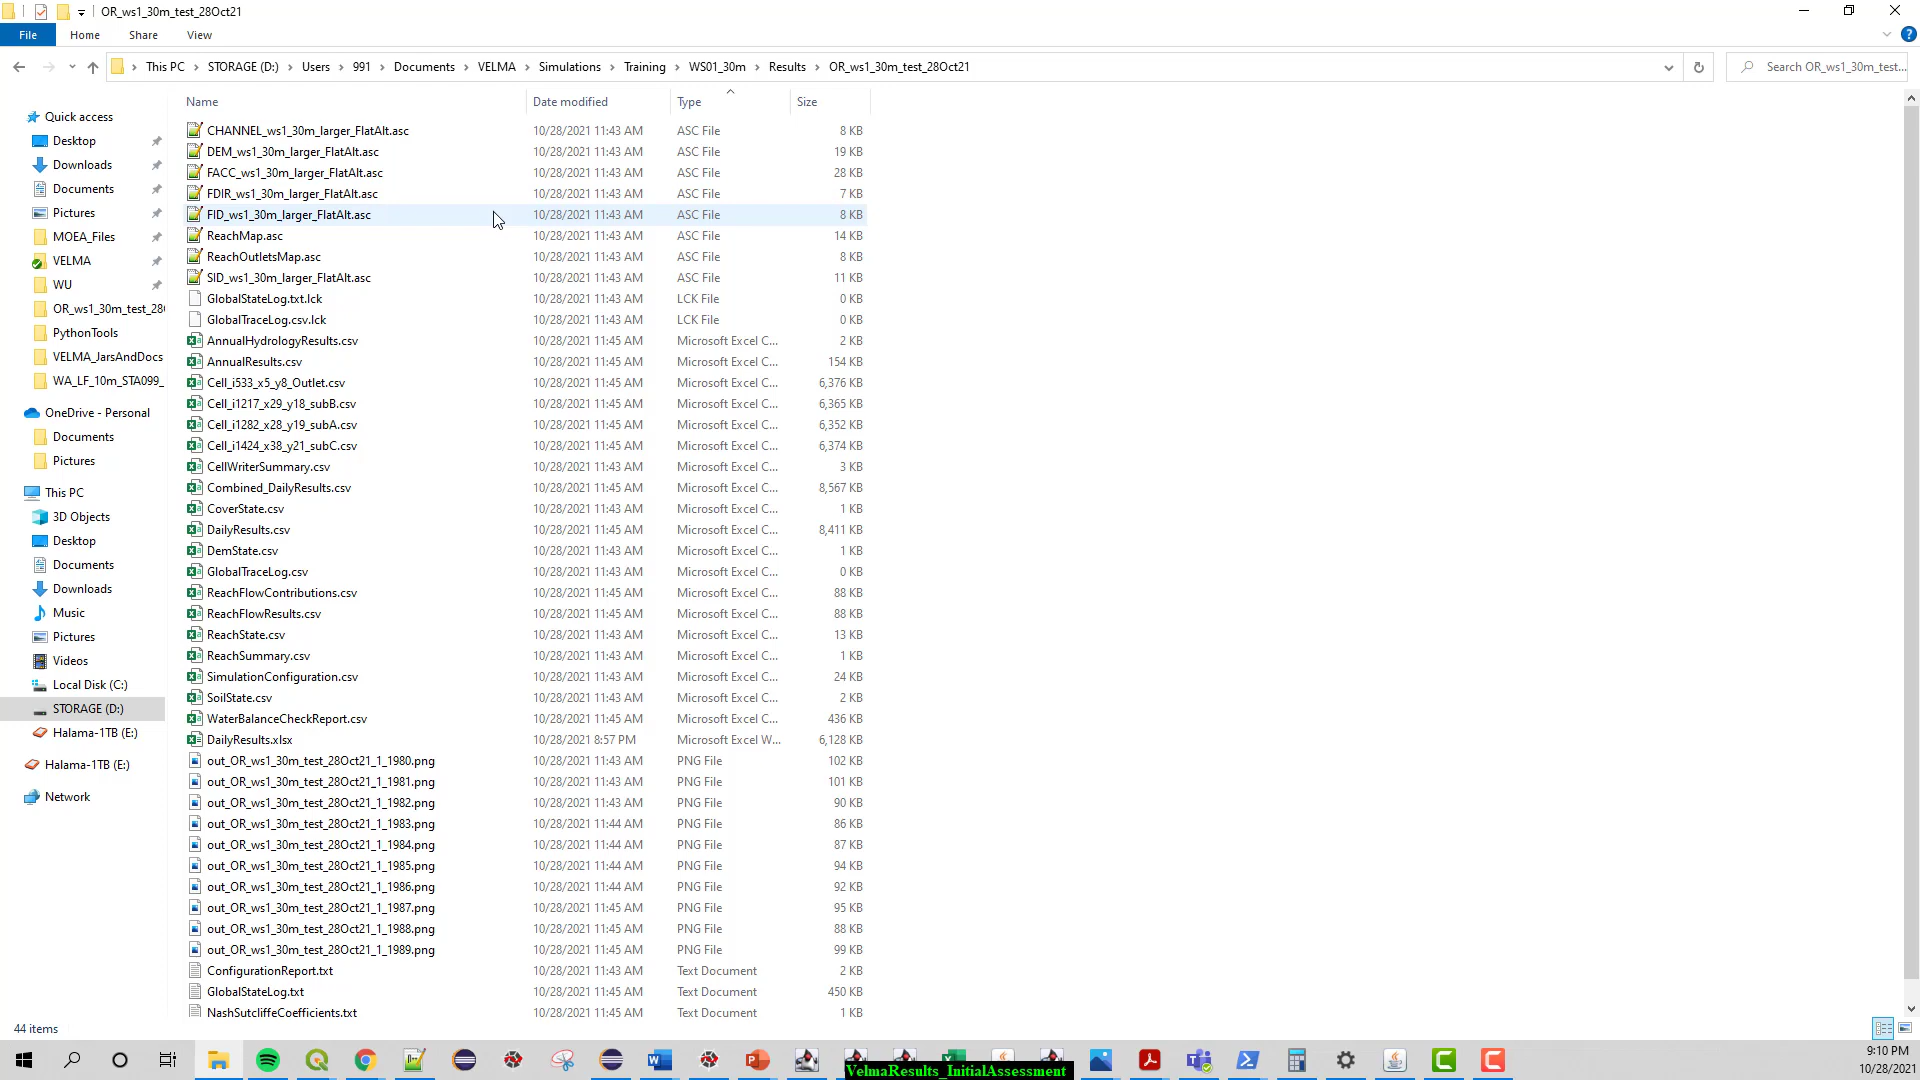 OR_ws1_30m_test_28Oct21
File Home Share View
This PC STORAGE (D:) Users 991 Documents VELMA Simulations Training WS01_30m Results OR_ws1_30m_test_28Oct21 Search OR_ws1_30m_test...
Name Date modified Type Size
Quick access
Desktop
Downloads
Documents
Pictures
MOEA_Files
VELMA
WU
OR_ws1_30m_test_28
PythonTools
VELMA_JarsAndDocs
WA_LF_10m_STA099_
OneDrive - Personal
Documents
Pictures
This PC
3D Objects
Desktop
Documents
Downloads
Music
Pictures
Videos
Local Disk (C:)
STORAGE (D:)
Halama-1TB (E:)
Halama-1TB (E:)
Network
CHANNEL_ws1_30m_larger_FlatAlt.asc 10/28/2021 11:43 AM ASC File 8 KB
DEM_ws1_30m_larger_FlatAlt.asc 10/28/2021 11:43 AM ASC File 19 KB
FACC_ws1_30m_larger_FlatAlt.asc 10/28/2021 11:43 AM ASC File 28 KB
FDIR_ws1_30m_larger_FlatAlt.asc 10/28/2021 11:43 AM ASC File 7 KB
FID_ws1_30m_larger_FlatAlt.asc 10/28/2021 11:43 AM ASC File 8 KB
ReachMap.asc 10/28/2021 11:43 AM ASC File 14 KB
ReachOutletsMap.asc 10/28/2021 11:43 AM ASC File 8 KB
SID_ws1_30m_larger_FlatAlt.asc 10/28/2021 11:43 AM ASC File 11 KB
GlobalStateLog.txt.lck 10/28/2021 11:43 AM LCK File 0 KB
GlobalTraceLog.csv.lck 10/28/2021 11:43 AM LCK File 0 KB
AnnualHydrologyResults.csv 10/28/2021 11:45 AM Microsoft Excel C... 2 KB
AnnualResults.csv 10/28/2021 11:45 AM Microsoft Excel C... 154 KB
Cell_i533_x5_y8_Outlet.csv 10/28/2021 11:45 AM Microsoft Excel C... 6,376 KB
Cell_i1217_x29_y18_subB.csv 10/28/2021 11:45 AM Microsoft Excel C... 6,365 KB
Cell_i1282_x28_y19_subA.csv 10/28/2021 11:45 AM Microsoft Excel C... 6,352 KB
Cell_i1424_x38_y21_subC.csv 10/28/2021 11:45 AM Microsoft Excel C... 6,374 KB
CellWriterSummary.csv 10/28/2021 11:43 AM Microsoft Excel C... 3 KB
Combined_DailyResults.csv 10/28/2021 11:45 AM Microsoft Excel C... 8,567 KB
CoverState.csv 10/28/2021 11:43 AM Microsoft Excel C... 1 KB
DailyResults.csv 10/28/2021 11:45 AM Microsoft Excel C... 8,411 KB
DemState.csv 10/28/2021 11:43 AM Microsoft Excel C... 1 KB
GlobalTraceLog.csv 10/28/2021 11:43 AM Microsoft Excel C... 0 KB
ReachFlowContributions.csv 10/28/2021 11:45 AM Microsoft Excel C... 88 KB
ReachFlowResults.csv 10/28/2021 11:45 AM Microsoft Excel C... 88 KB
ReachState.csv 10/28/2021 11:43 AM Microsoft Excel C... 13 KB
ReachSummary.csv 10/28/2021 11:43 AM Microsoft Excel C... 1 KB
SimulationConfiguration.csv 10/28/2021 11:43 AM Microsoft Excel C... 24 KB
SoilState.csv 10/28/2021 11:43 AM Microsoft Excel C... 2 KB
WaterBalanceCheckReport.csv 10/28/2021 11:45 AM Microsoft Excel C... 436 KB
DailyResults.xlsx 10/28/2021 8:57 PM Microsoft Excel W... 6,128 KB
out_OR_ws1_30m_test_28Oct21_1_1980.png 10/28/2021 11:43 AM PNG File 102 KB
out_OR_ws1_30m_test_28Oct21_1_1981.png 10/28/2021 11:43 AM PNG File 101 KB
out_OR_ws1_30m_test_28Oct21_1_1982.png 10/28/2021 11:43 AM PNG File 90 KB
out_OR_ws1_30m_test_28Oct21_1_1983.png 10/28/2021 11:44 AM PNG File 86 KB
out_OR_ws1_30m_test_28Oct21_1_1984.png 10/28/2021 11:44 AM PNG File 87 KB
out_OR_ws1_30m_test_28Oct21_1_1985.png 10/28/2021 11:44 AM PNG File 94 KB
out_OR_ws1_30m_test_28Oct21_1_1986.png 10/28/2021 11:44 AM PNG File 92 KB
out_OR_ws1_30m_test_28Oct21_1_1987.png 10/28/2021 11:45 AM PNG File 95 KB
out_OR_ws1_30m_test_28Oct21_1_1988.png 10/28/2021 11:45 AM PNG File 88 KB
out_OR_ws1_30m_test_28Oct21_1_1989.png 10/28/2021 11:45 AM PNG File 99 KB
ConfigurationReport.txt 10/28/2021 11:43 AM Text Document 2 KB
GlobalStateLog.txt 10/28/2021 11:45 AM Text Document 450 KB
NashSutcliffeCoefficients.txt 10/28/2021 11:45 AM Text Document 1 KB
44 items
VelmaResults_InitialAssessment
9:10 PM
10/28/2021